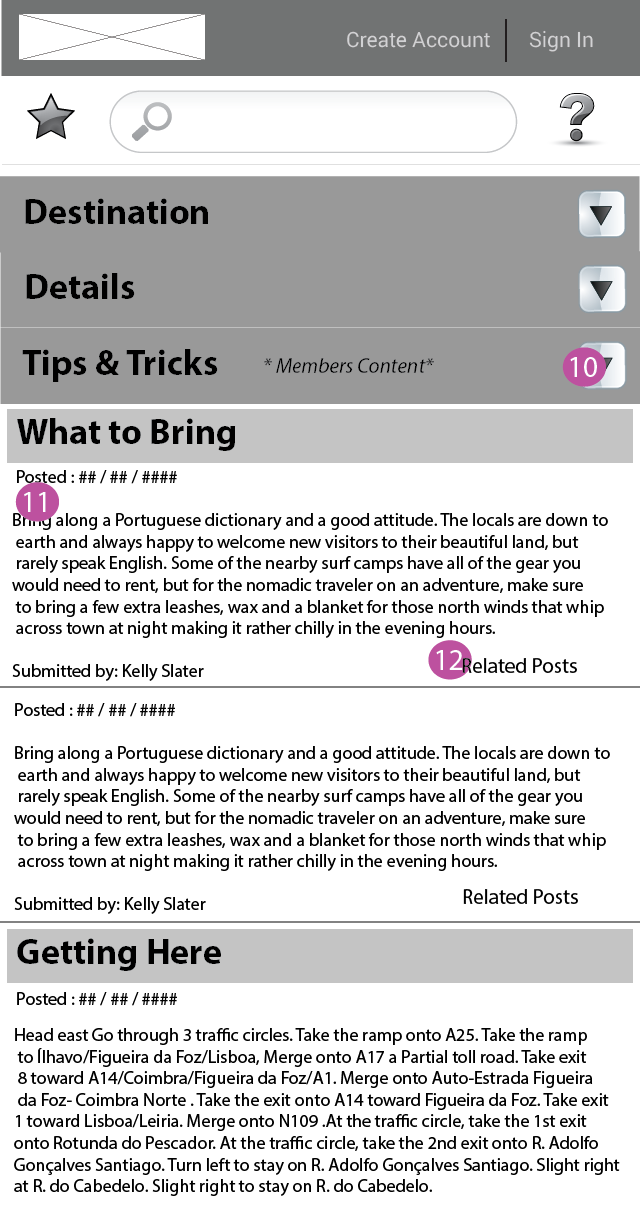 Create Account | Sign In
Destination
Details
Tips & Tricks * Members Content* 10
What to Bring
Posted : ## / ## / ####
11
Bring along a Portuguese dictionary and a good attitude. The locals are down to
earth and always happy to welcome new visitors to their beautiful land, but
rarely speak English. Some of the nearby surf camps have all of the gear you
would need to rent, but for the nomadic traveler on an adventure, make sure
to bring a few extra leashes, wax and a blanket for those north winds that whip
across town at night making it rather chilly in the evening hours.
12 Related Posts
Submitted by: Kelly Slater
Posted : ## / ## / ####
Bring along a Portuguese dictionary and a good attitude. The locals are down to
earth and always happy to welcome new visitors to their beautiful land, but
rarely speak English. Some of the nearby surf camps have all of the gear you
would need to rent, but for the nomadic traveler on an adventure, make sure
to bring a few extra leashes, wax and a blanket for those north winds that whip
across town at night making it rather chilly in the evening hours.
Related Posts
Submitted by: Kelly Slater
Getting Here
Posted : ## / ## / ####
Head east Go through 3 traffic circles. Take the ramp onto A25. Take the ramp
to Ílhavo/Figueira da Foz/Lisboa, Merge onto A17 a Partial toll road. Take exit
8 toward A14/Coimbra/Figueira da Foz/A1. Merge onto Auto-Estrada Figueira
da Foz- Coimbra Norte . Take the exit onto A14 toward Figueira da Foz. Take exit
1 toward Lisboa/Leiria. Merge onto N109 .At the traffic circle, take the 1st exit
onto Rotunda do Pescador. At the traffic circle, take the 2nd exit onto R. Adolfo
Gonçalves Santiago. Turn left to stay on R. Adolfo Gonçalves Santiago. Slight right
at R. do Cabedelo. Slight right to stay on R. do Cabedelo.